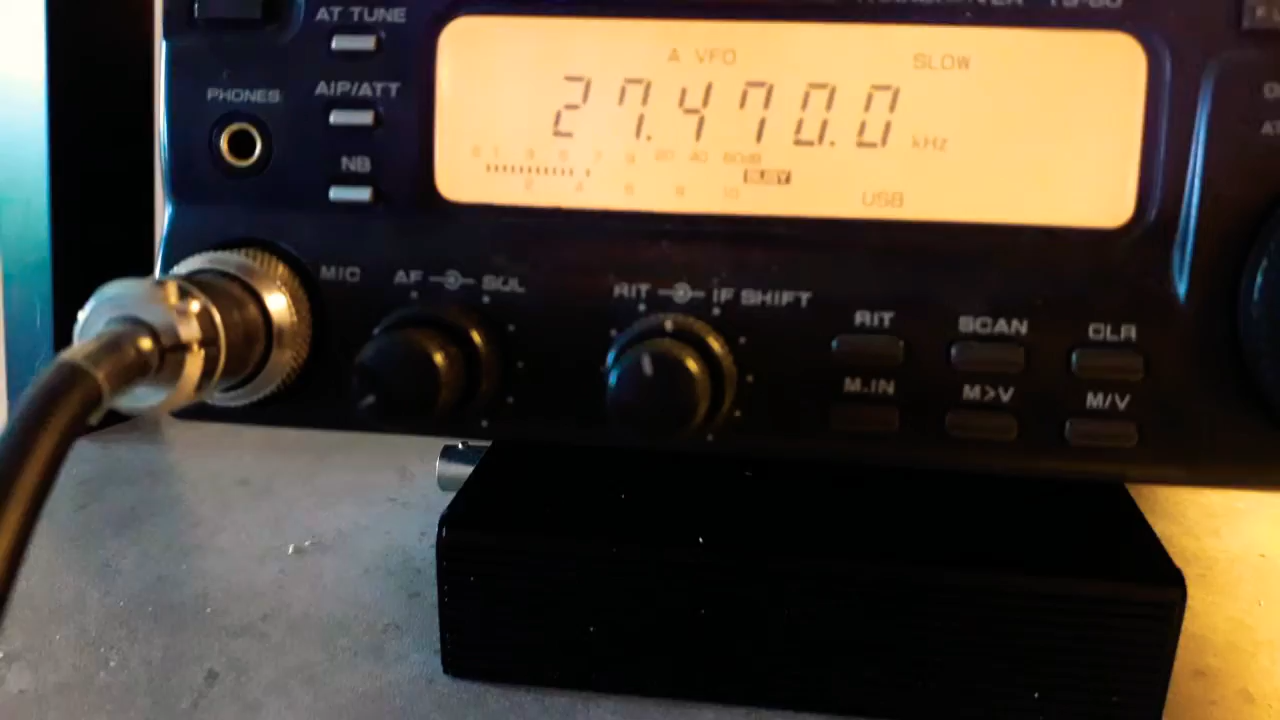 AT TUNE
AIP/ATT
PHONES
NB
A VFO
SLOW
27.470.0
kHz
BUSY
USB
MIC
AF
SQL
RIT
IF SHIFT
RIT
SCAN
CLR
M.IN
M>V
M/V